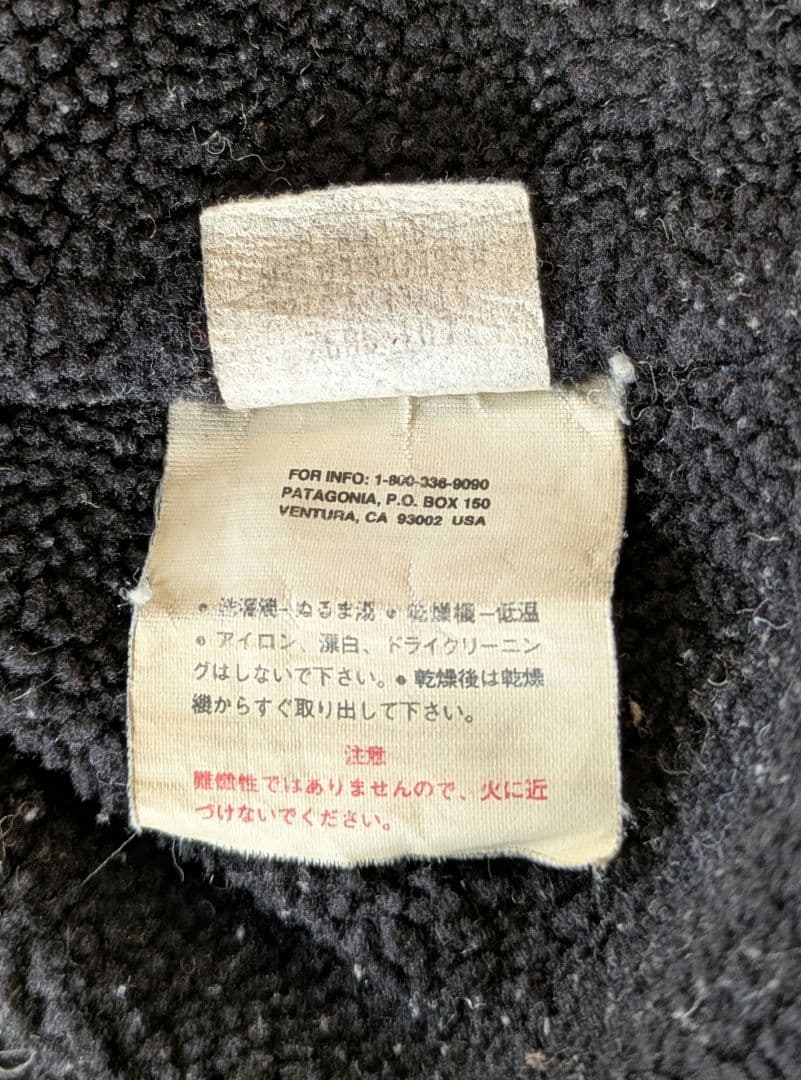 FOR INFO: 1-800-336-9090
PATAGONIA, P.O. BOX 150
VENTURA, CA 93002 USA
• 洗濯機－ぬるま湯 • 乾燥機－低温
• アイロン、漂白、ドライクリーニン
グはしないで下さい。• 乾燥後は乾燥
機からすぐ取り出して下さい。
注意
難燃性ではありませんので、火に近
づけないでください。